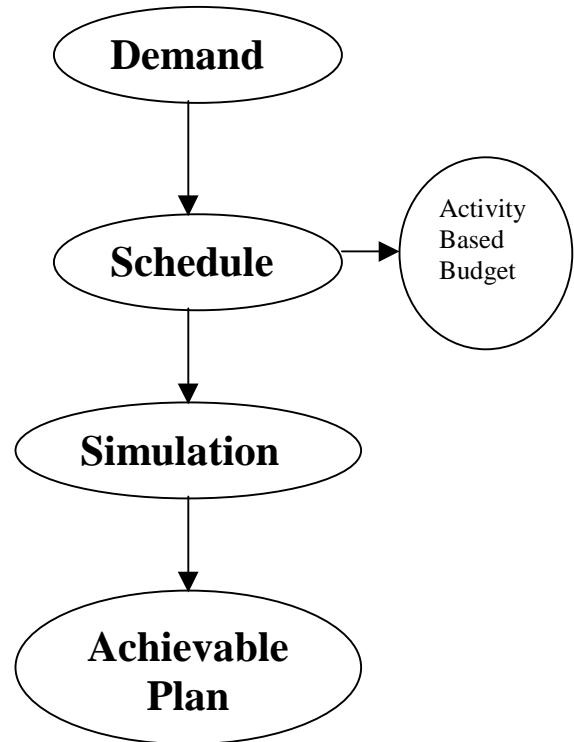 Demand
Schedule
Activity
Based
Budget
Simulation
Achievable
Plan